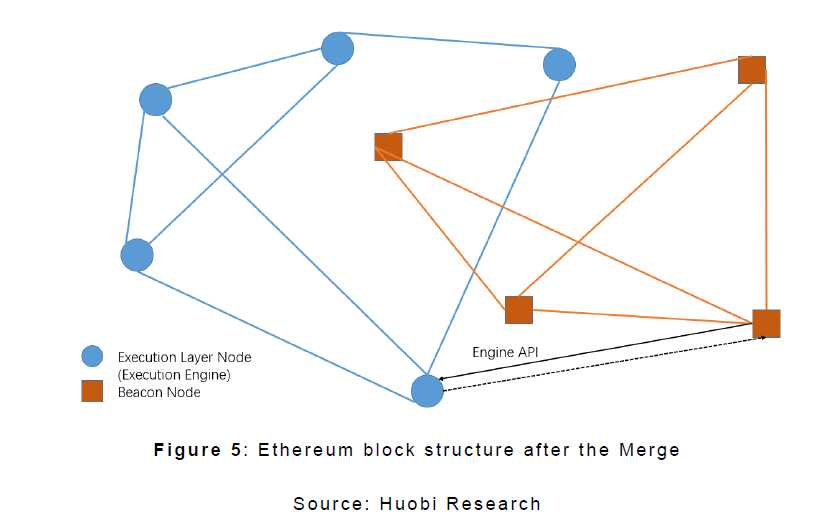 Engine API
Execution Layer Node
(Execution Engine)
Beacon Node
Figure 5: Ethereum block structure after the Merge
Source: Huobi Research